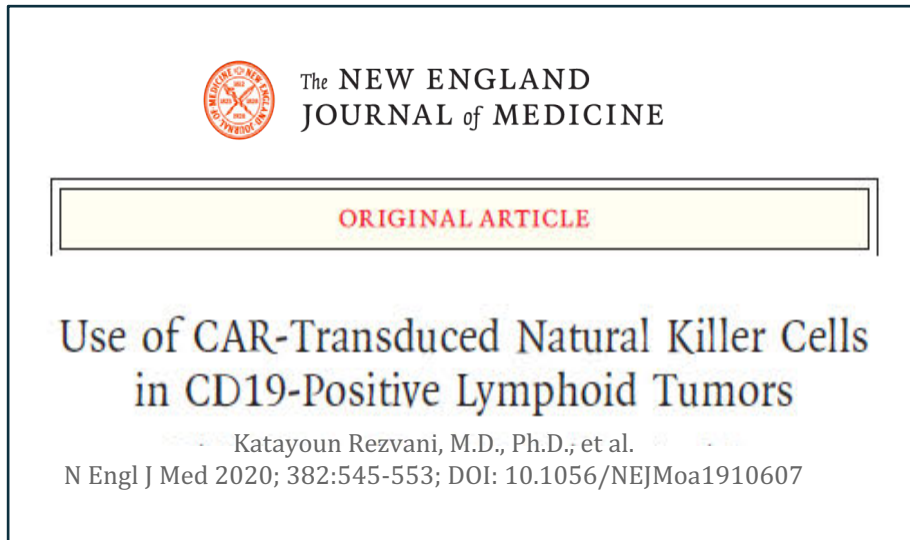 The NEW ENGLAND
JOURNAL of MEDICINE
ORIGINAL ARTICLE
Use of CAR-Transduced Natural Killer Cells
in CD19-Positive Lymphoid Tumors
Katayoun Rezvani, M.D., Ph.D., et al.
N Engl J Med 2020; 382:545-553; DOI: 10.1056/NEJMoa1910607